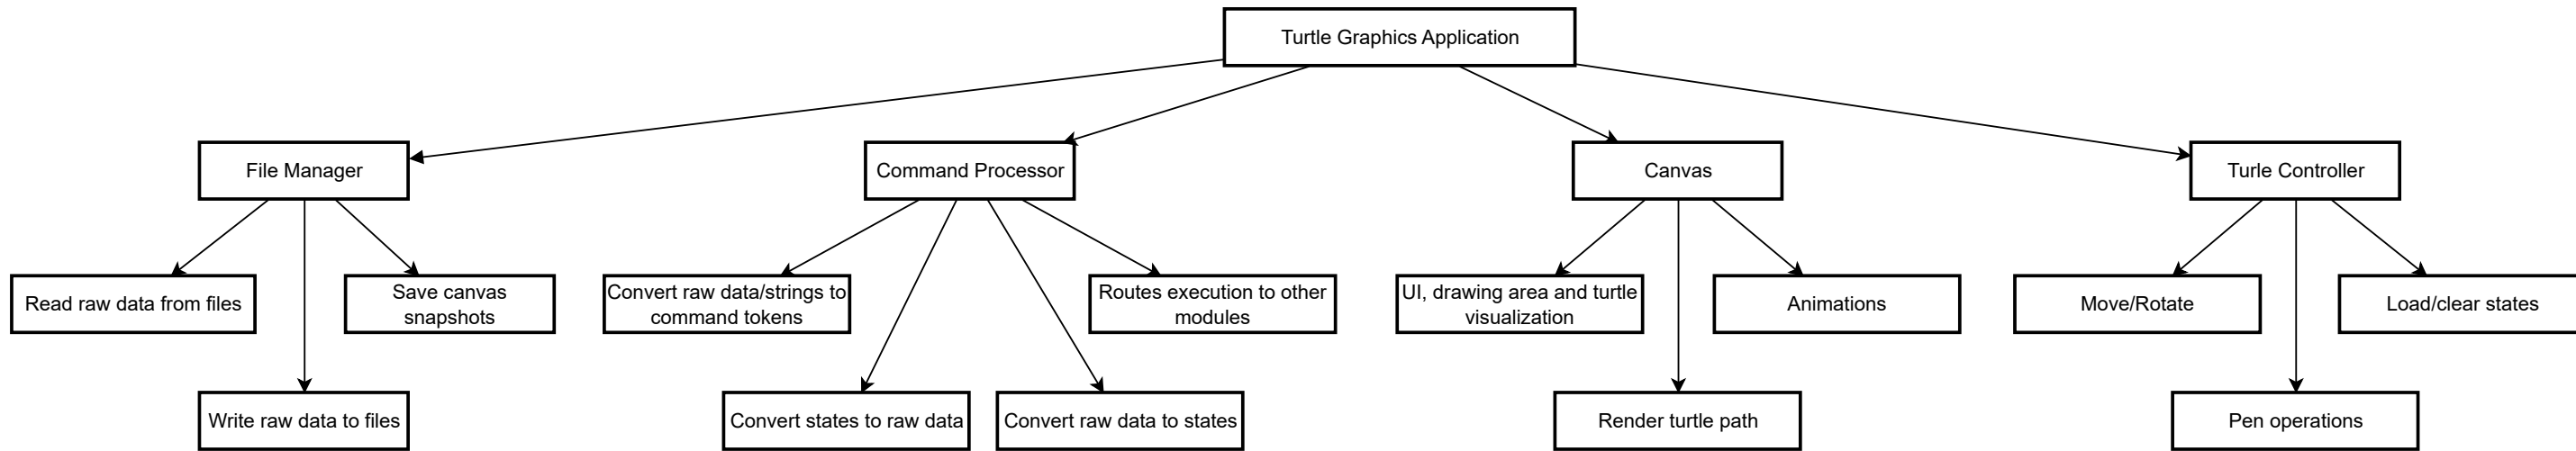 Turtle Graphics Application
File Manager
Command Processor
Canvas
Turle Controller
Read raw data from files
Save canvas
snapshots
Convert raw data/strings to
command tokens
Routes execution to other
modules
UI, drawing area and turtle
visualization
Animations
Move/Rotate
Load/clear states
Write raw data to files
Convert states to raw data
Convert raw data to states
Render turtle path
Pen operations